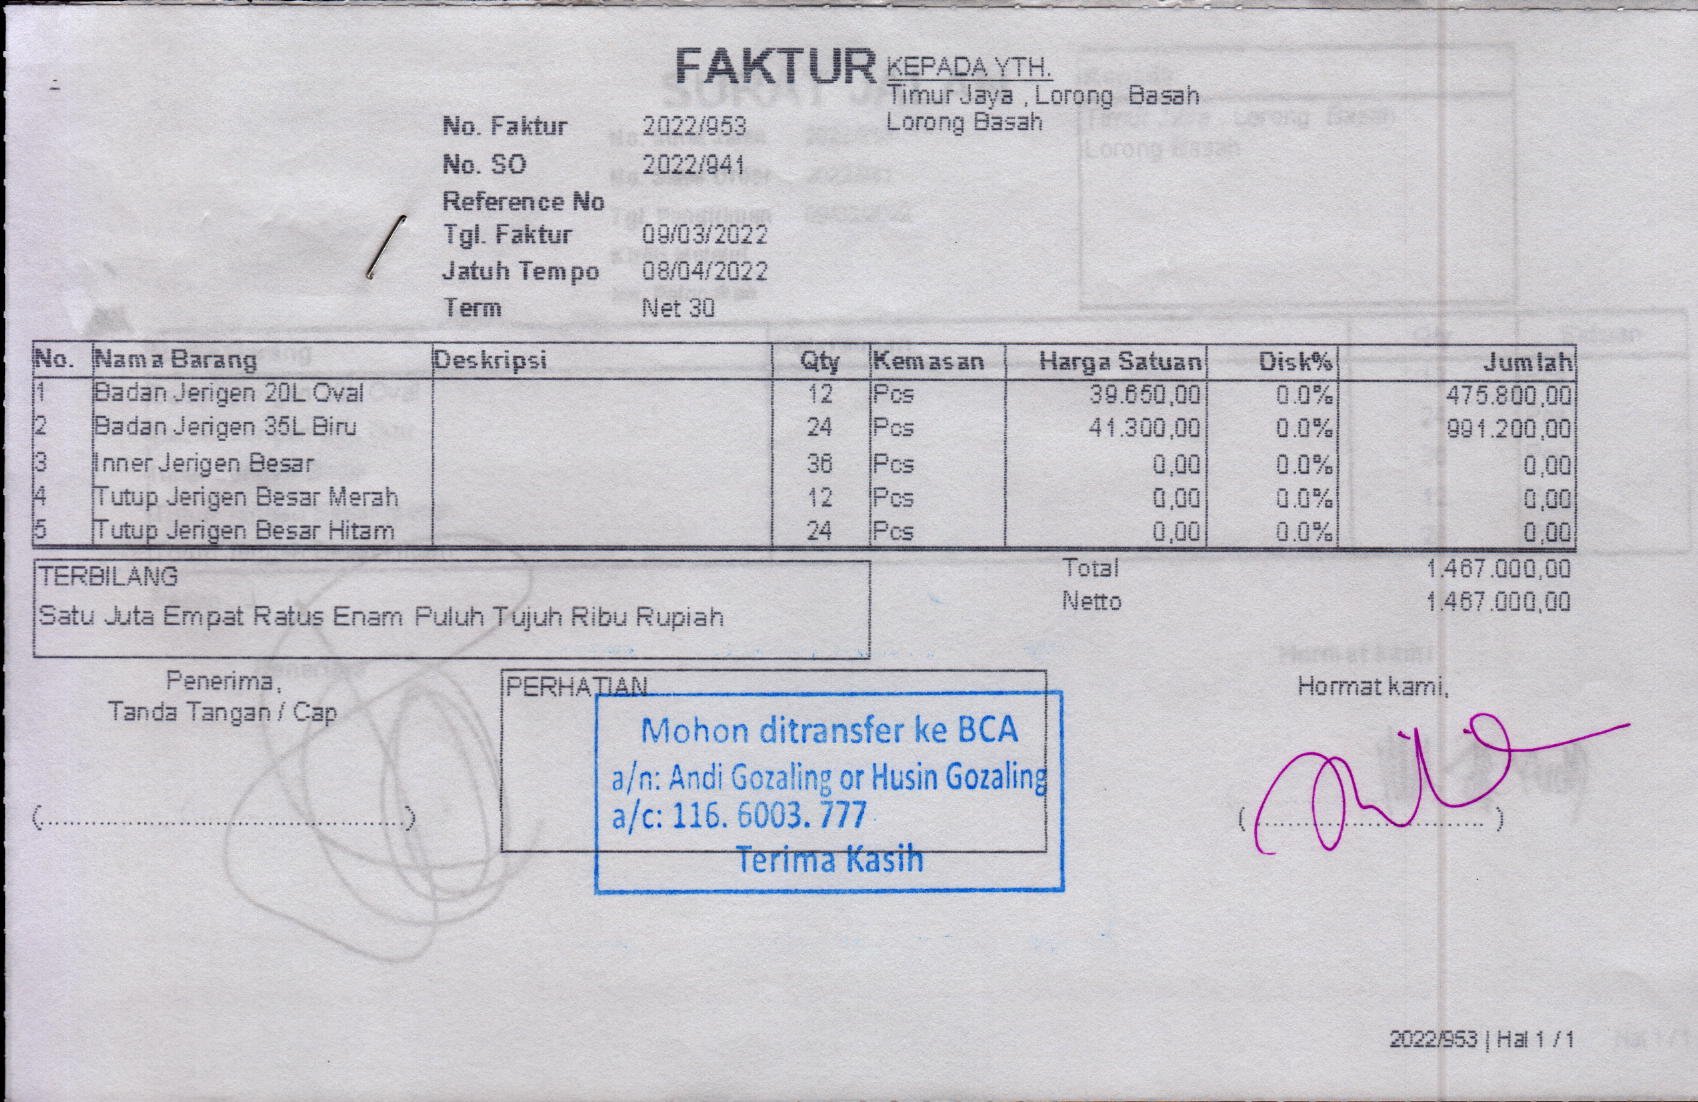 FAKTUR
KEPADA YTH.
Timur Jaya , Lorong Basah
Lorong Basah
No. Faktur 2022/953
No. SO 2022/941
Reference No
Tgl. Faktur 09/03/2022
Jatuh Tempo 08/04/2022
Term Net 30
No. Nama Barang Deskripsi Qty Kemasan Harga Satuan Disk% Jumlah
1 Badan Jerigen 20L Oval 12 Pcs 39.650,00 0.0% 475.800,00
2 Badan Jerigen 35L Biru 24 Pcs 41.300,00 0.0% 991.200,00
3 Inner Jerigen Besar 36 Pcs 0,00 0.0% 0,00
4 Tutup Jerigen Besar Merah 12 Pcs 0,00 0.0% 0,00
5 Tutup Jerigen Besar Hitam 24 Pcs 0,00 0.0% 0,00
Total 1.467.000,00
Netto 1.467.000,00
TERBILANG
Satu Juta Empat Ratus Enam Puluh Tujuh Ribu Rupiah
Penerima,
Tanda Tangan / Cap
(................................................)
PERHATIAN
Mohon ditransfer ke BCA
a/n: Andi Gozaling or Husin Gozaling
a/c: 116. 6003. 777
Terima Kasih
Hormat kami,
(................................)
2022/953 | Hal 1 / 1